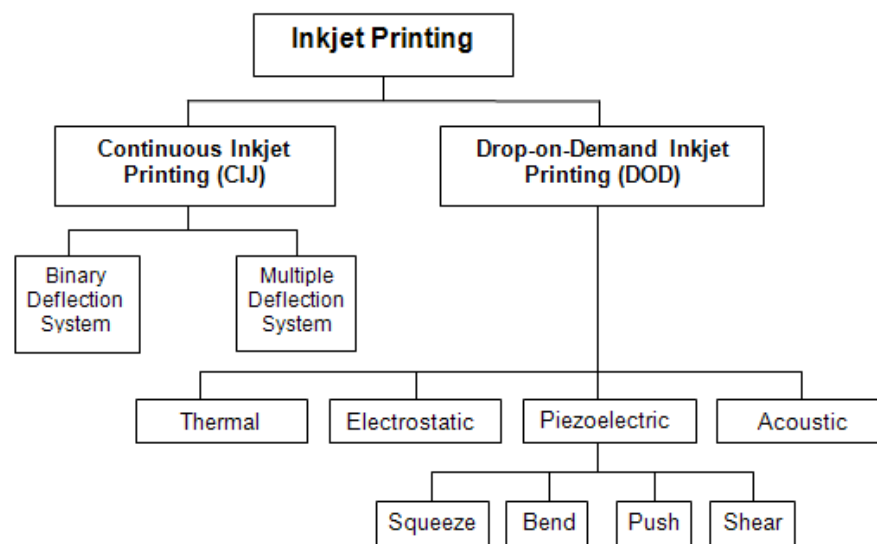 Inkjet Printing
Continuous Inkjet
Printing (CIJ)
Drop-on-Demand Inkjet
Printing (DOD)
Binary
Deflection
System
Multiple
Deflection
System
Thermal
Electrostatic
Piezoelectric
Acoustic
Squeeze
Bend
Push
Shear